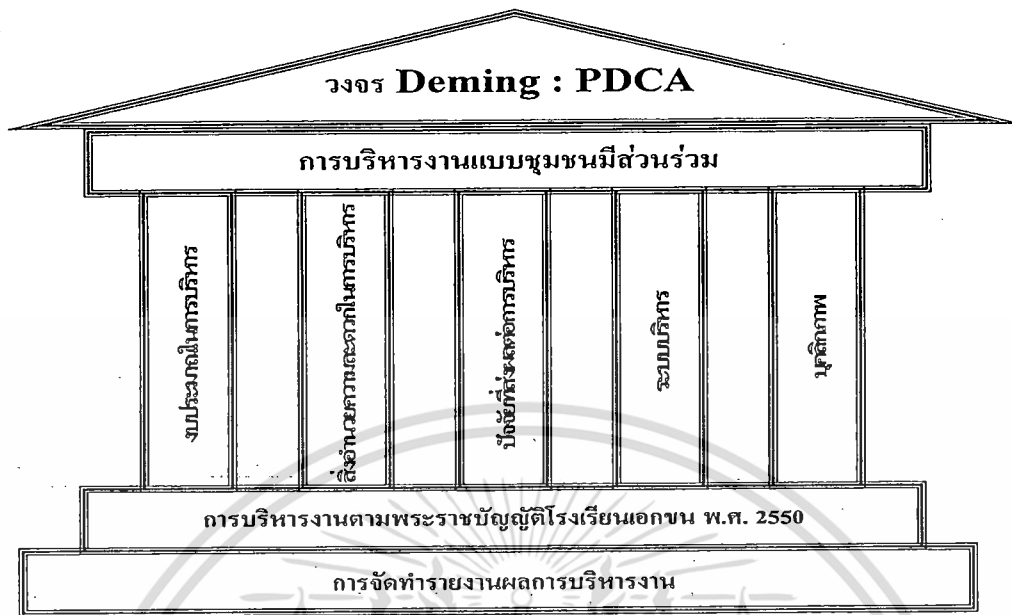 วงจร Deming : PDCA
การบริหารงานแบบชุมชนมีส่วนร่วม
งบประมาณในการบริหาร
สิ่งอำนวยความสะดวกในการบริหาร
ปัจจัยที่ส่งผลต่อการบริหาร
ระบบบริหาร
บุคลิกภาพ
การบริหารงานตามพระราชบัญญัติโรงเรียนเอกชน พ.ศ. 2550
การจัดทำรายงานผลการบริหารงาน